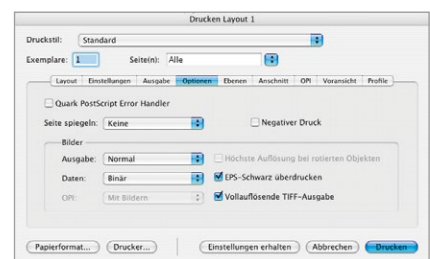 Drucken Layout 1
Druckstil: Standard
Exemplare: 1 Seite(n): Alle
Layout Einstellungen Ausgabe Optionen Ebenen Anschnitt OPI Voransicht Profile
Quark PostScript Error Handler
Seite spiegeln: Keine Negativer Druck
Bilder
Ausgabe: Normal Höchste Auflösung bei rotierten Objekten
Daten: Binär EPS-Schwarz überdrucken
OPI: Mit Bildern Vollauflösende TIFF-Ausgabe
Papierformat... Drucker... Einstellungen erhalten Abbrechen Drucken